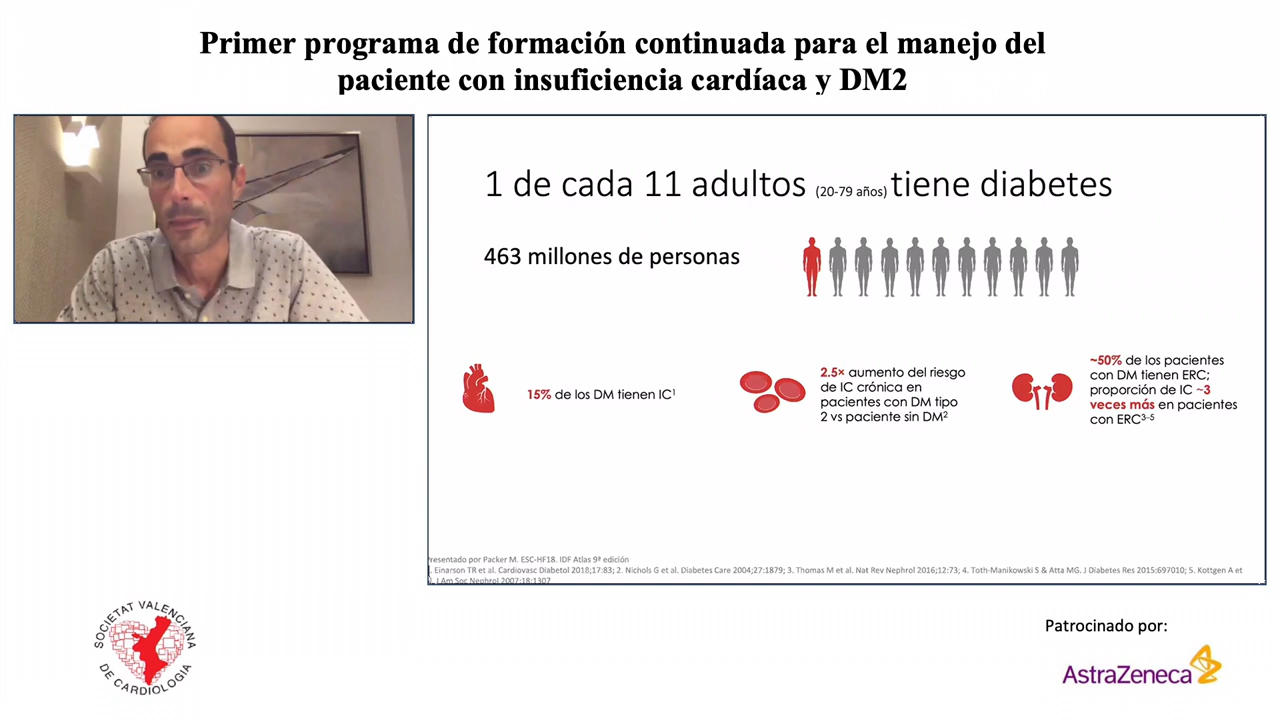 Primer programa de formación continuada para el manejo del
paciente con insuficiencia cardíaca y DM2
1 de cada 11 adultos (20-79 años) tiene diabetes
463 millones de personas
15% de los DM tienen IC1
2.5× aumento del riesgo
de IC crónica en
pacientes con DM tipo
2 vs paciente sin DM2
~50% de los pacientes
con DM tienen ERC;
proporción de IC ~3
veces más en pacientes
con ERC3-5
Presentado por Packer M. ESC-HF18. IDF Atlas 9ª edición
. Einarson TR et al. Cardiovasc Diabetol 2018;17:83; 2. Nichols G et al. Diabetes Care 2004;27:1879; 3. Thomas M et al. Nat Rev Nephrol 2016;12:73; 4. Toth-Manikowski S & Atta MG. J Diabetes Res 2015:697010; 5. Kottgen A et
. J Am Soc Nephrol 2007;18:1307
SOCIETAT VALENCIANA
DE CARDIOLOGIA
Patrocinado por:
AstraZeneca